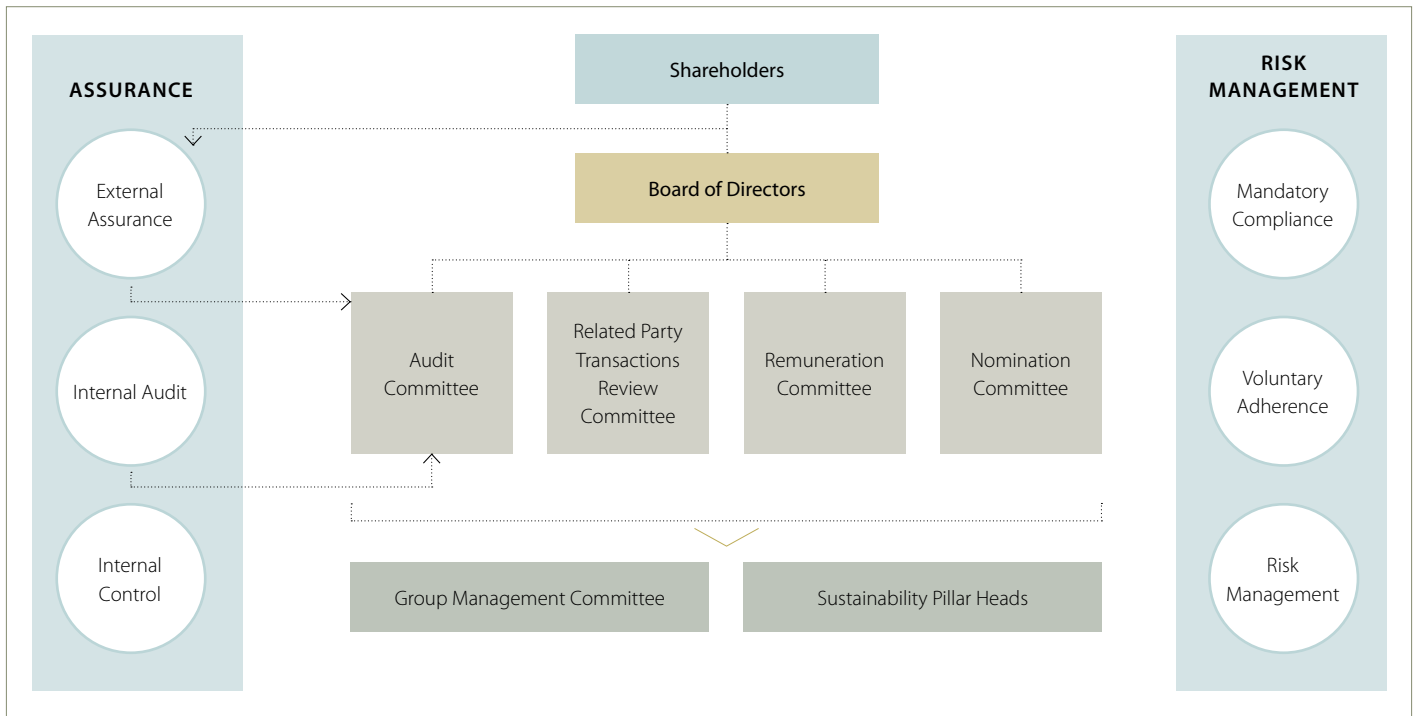 ASSURANCE
External
Assurance
Internal Audit
Internal
Control
Shareholders
Board of Directors
Audit
Committee
Related Party
Transactions
Review
Committee
Remuneration
Committee
Nomination
Committee
Group Management Committee
Sustainability Pillar Heads
RISK
MANAGEMENT
Mandatory
Compliance
Voluntary
Adherence
Risk
Management